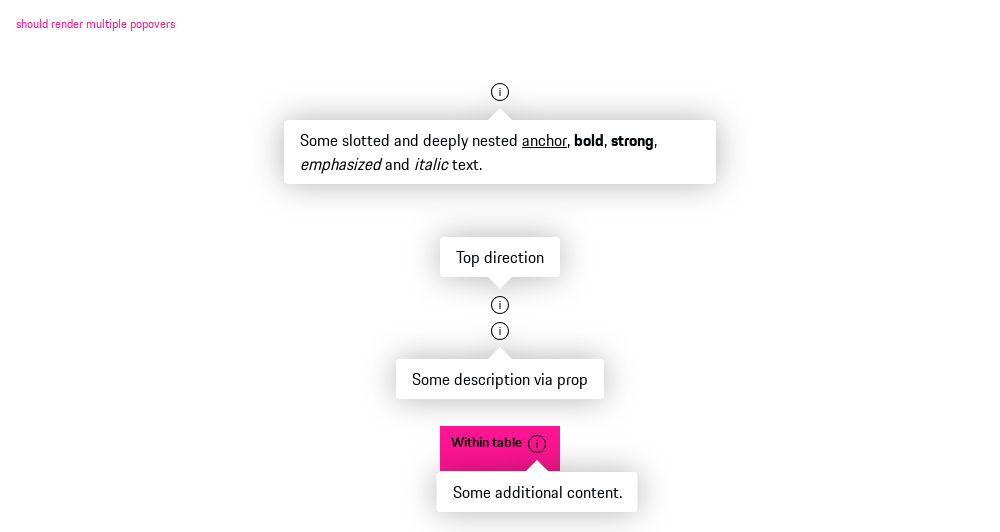 should render multiple popovers
Some slotted and deeply nested anchor, bold, strong,
emphasized and italic text.
Top direction
Some description via prop
Within table
Some additional content.